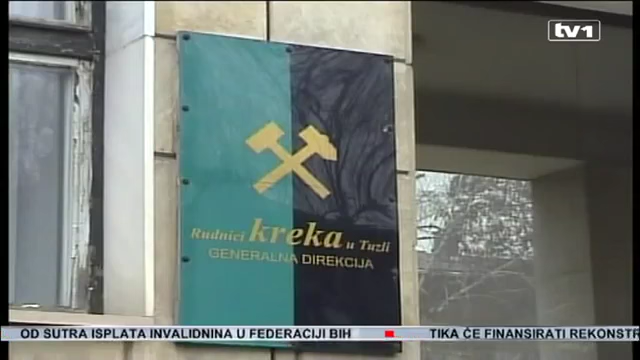 tv1
Rudnici kreka u Tuzli
GENERALNA DIREKCIJA
OD SUTRA ISPLATA INVALIDNINA U FEDERACIJI BIH TIKA ĆE FINANSIRATI REKONSTR